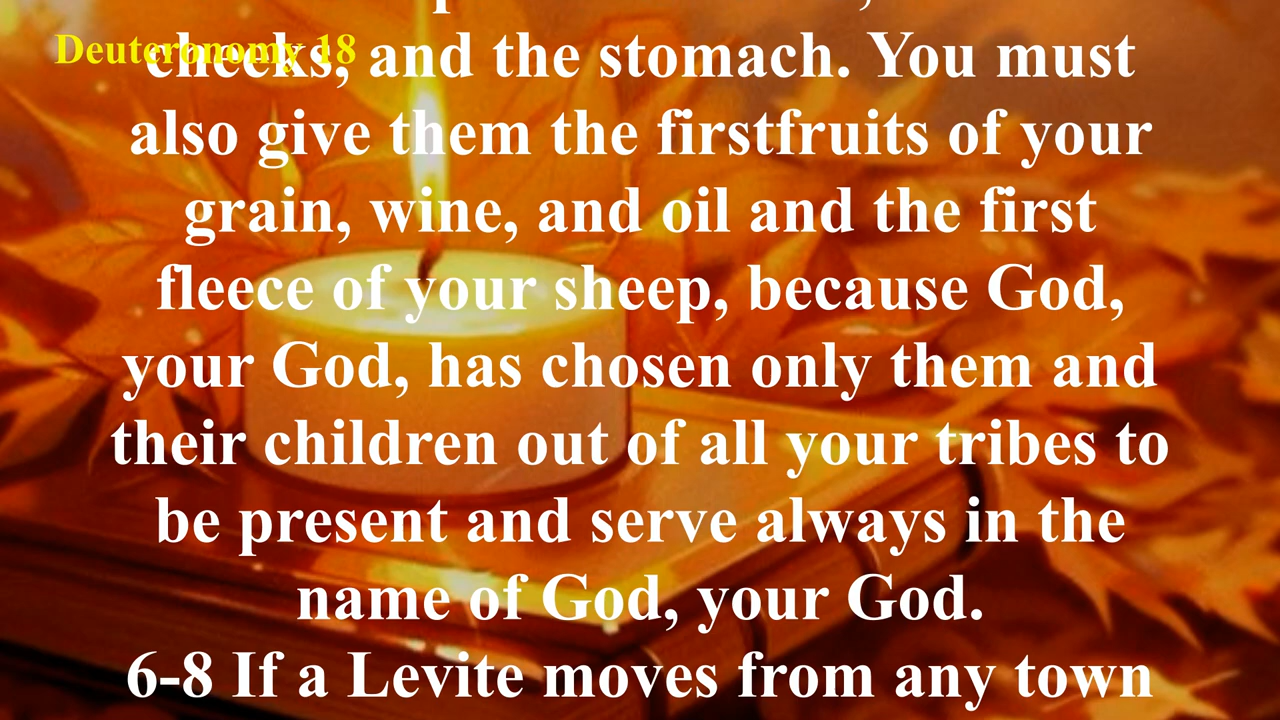 Deuteronomy 18
cheeks, and the stomach. You must
also give them the firstfruits of your
grain, wine, and oil and the first
fleece of your sheep, because God,
your God, has chosen only them and
their children out of all your tribes to
be present and serve always in the
name of God, your God.
6-8 If a Levite moves from any town